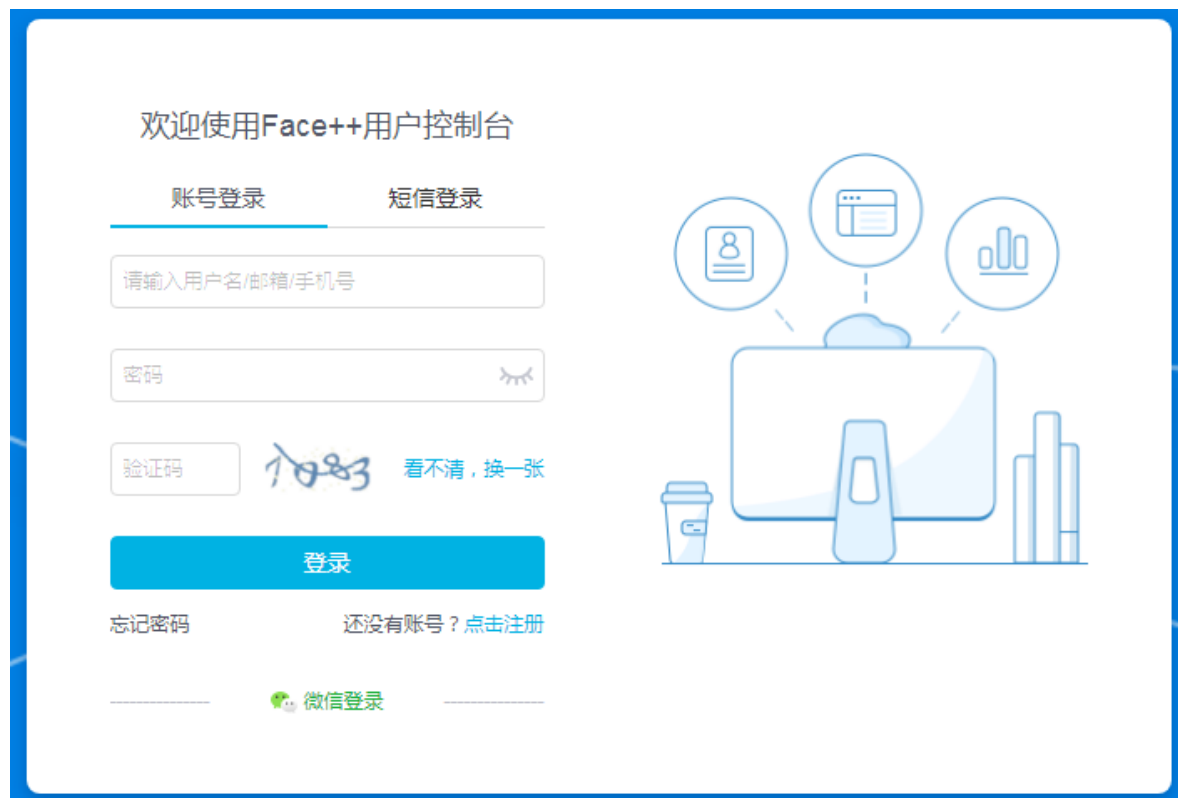 欢迎使用Face++用户控制台
账号登录 短信登录
请输入用户名/邮箱/手机号
密码
验证码 看不清，换一张
登录
忘记密码 还没有账号？点击注册
微信登录